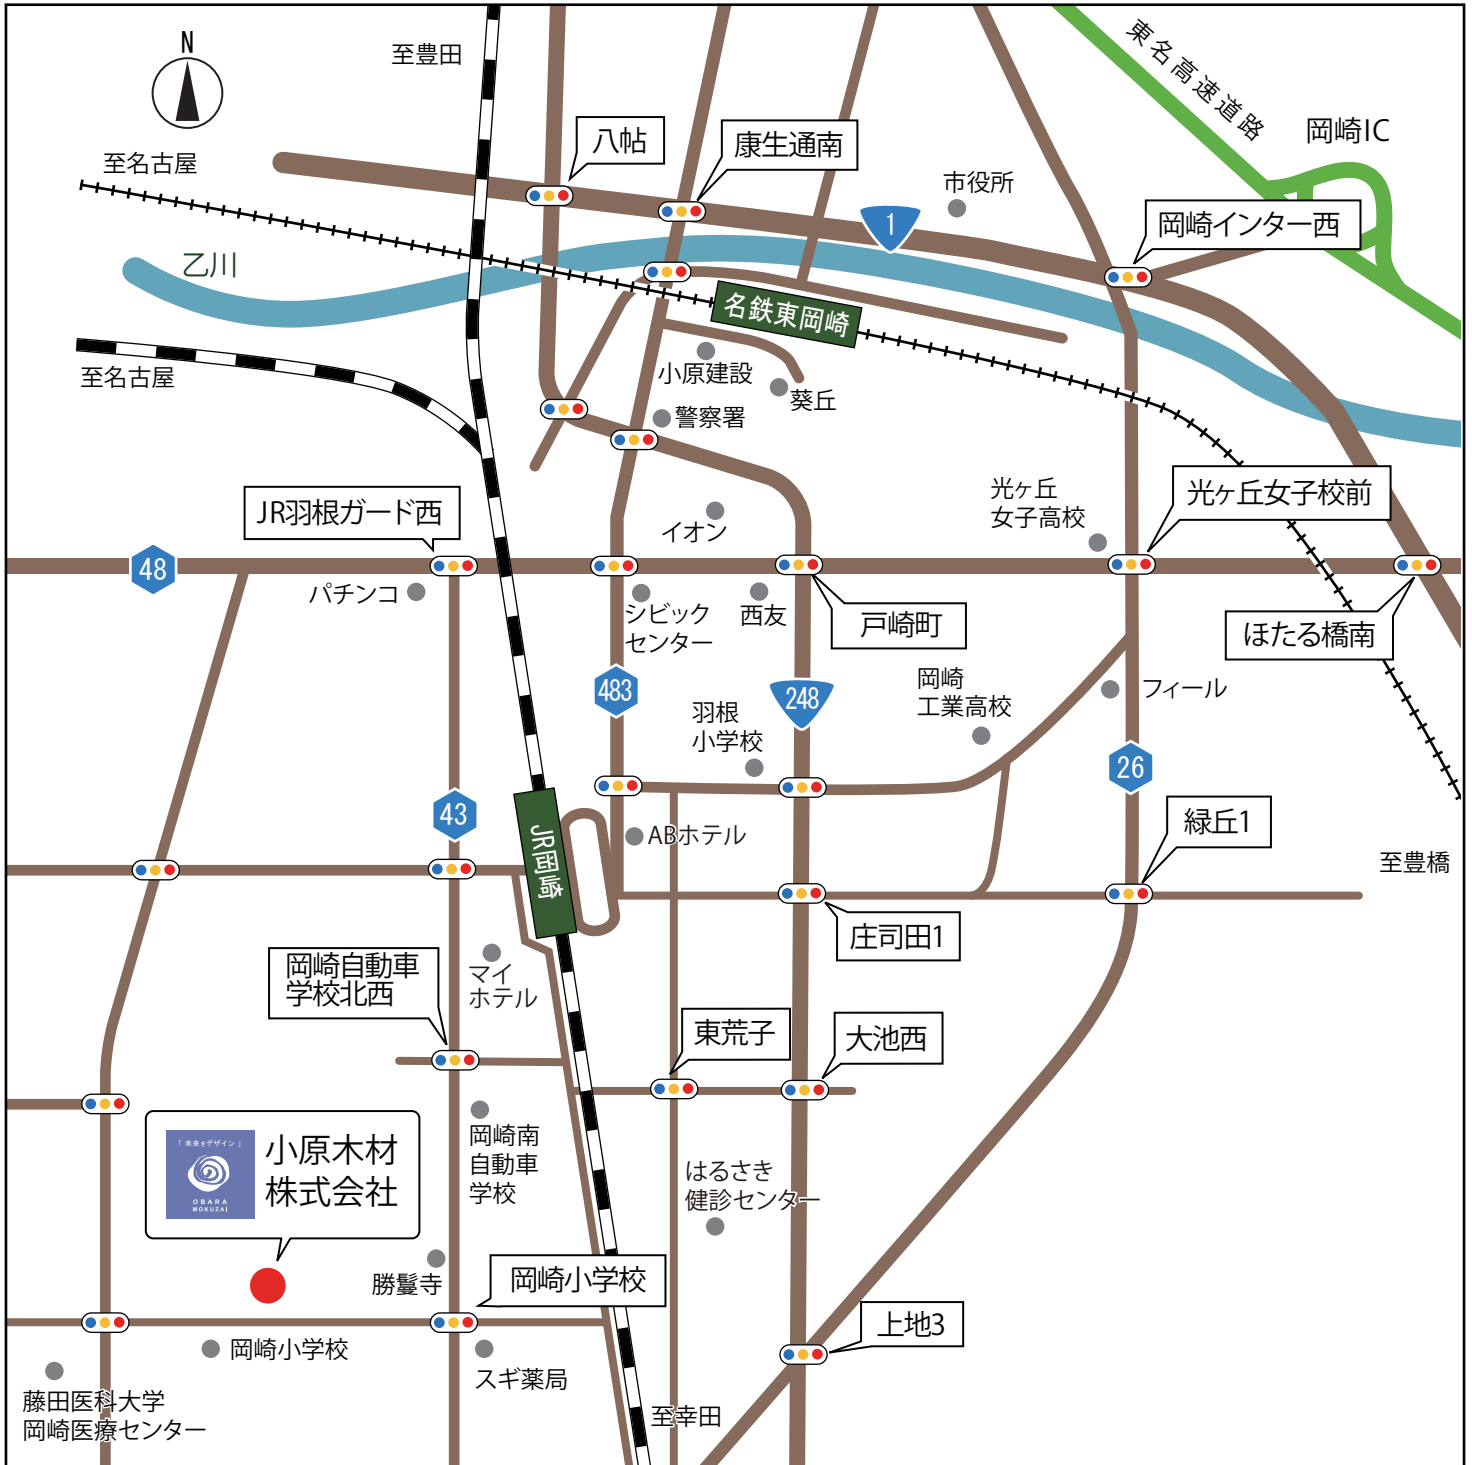 N
至豊田
東名高速道路
岡崎IC
八帖
康生通南
至名古屋
市役所
1
岡崎インター西
乙川
名鉄東岡崎
至名古屋
小原建設
葵丘
警察署
JR羽根ガード西
イオン
光ヶ丘
女子高校
光ヶ丘女子校前
48
パチンコ
シビック
センター
西友
戸崎町
ほたる橋南
483
248
羽根
小学校
岡崎
工業高校
フィール
26
43
JR岡崎
ABホテル
緑丘1
至豊橋
庄司田1
岡崎自動車
学校北西
マイ
ホテル
東荒子
大池西
「未来をデザイン」
OBARA
MOKUZAI
小原木材
株式会社
岡崎南
自動車
学校
はるさき
健診センター
勝鬘寺
岡崎小学校
上地3
岡崎小学校
スギ薬局
藤田医科大学
岡崎医療センター
至幸田